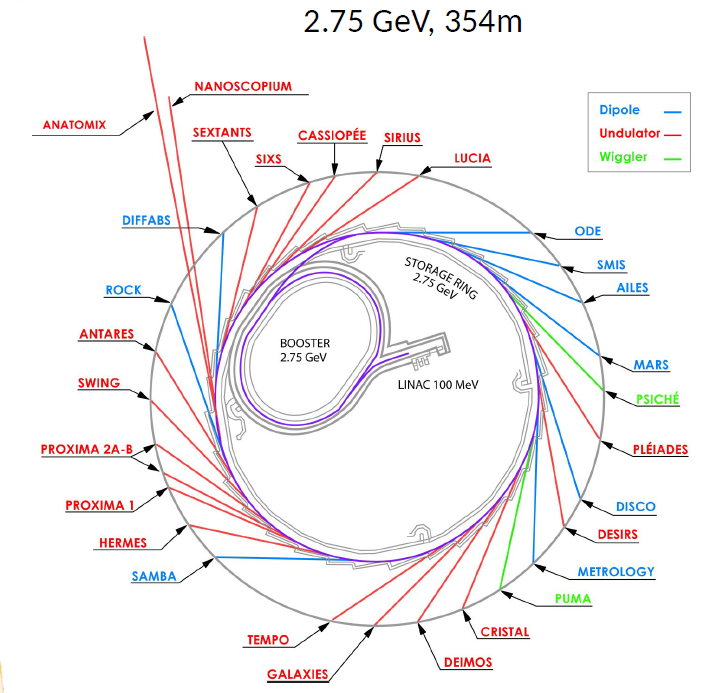 2.75 GeV, 354m
NANOSCOPIUM
ANATOMIX
SEXTANTS
CASSIOPÉE
SIRIUS
SIXS
LUCIA
Dipole
Undulator
Wiggler
DIFFABS
ODE
SMIS
ROCK
AILES
STORAGE RING
2.75 GeV
ANTARES
BOOSTER
2.75 GeV
MARS
SWING
LINAC 100 MeV
PSICHÉ
PROXIMA 2A-B
PLÉIADES
PROXIMA 1
DISCO
HERMES
DESIRS
SAMBA
METROLOGY
PUMA
TEMPO
CRISTAL
GALAXIES
DEIMOS